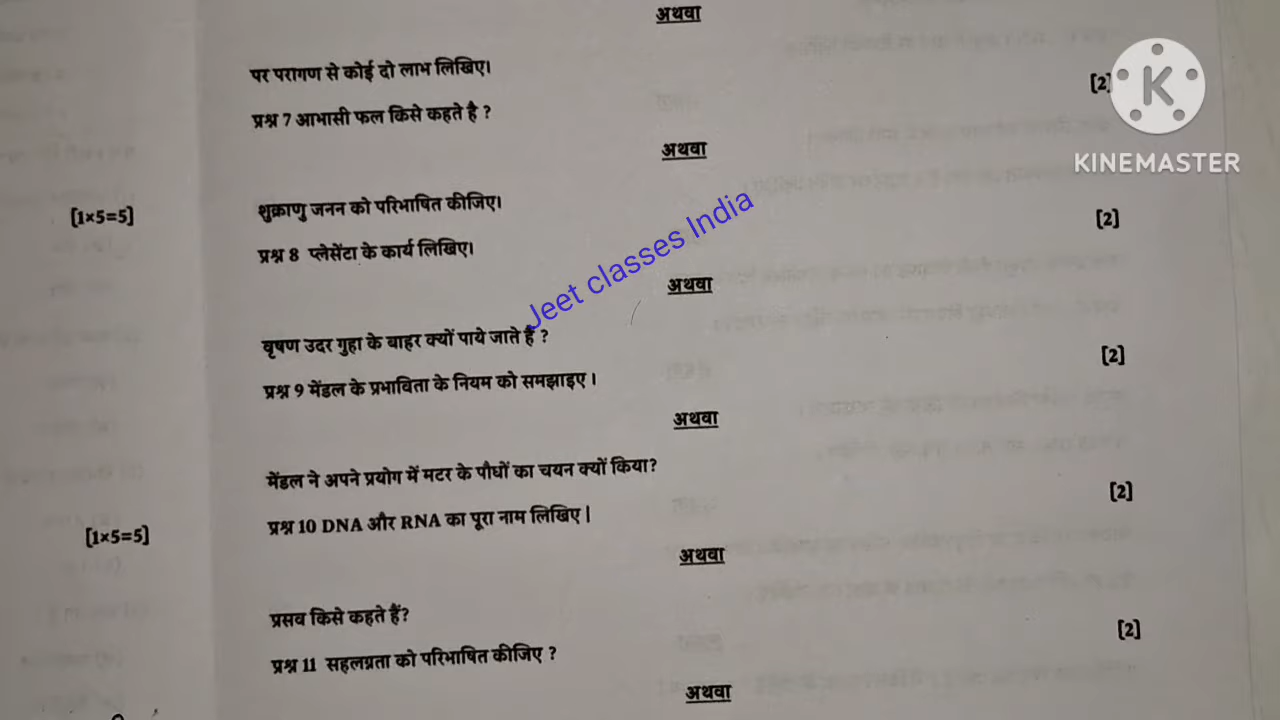 अथवा
पर परागण से कोई दो लाभ लिखिए।
[2]
प्रश्न 7 आभासी फल किसे कहते है ?
अथवा
KINEMASTER
शुक्राणु जनन को परिभाषित कीजिए।
[1×5=5]
[2]
प्रश्न 8 प्लेसेंटा के कार्य लिखिए।
Jeet classes India
अथवा
वृषण उदर गुहा के बाहर क्यों पाये जाते हैं ?
[2]
प्रश्न 9 मेंडल के प्रभाविता के नियम को समझाइए ।
अथवा
मेंडल ने अपने प्रयोग में मटर के पौधों का चयन क्यों किया?
[2]
प्रश्न 10 DNA और RNA का पूरा नाम लिखिए |
[1×5=5]
अथवा
प्रसव किसे कहते हैं?
[2]
प्रश्न 11 सहलग्नता को परिभाषित कीजिए ?
अथवा